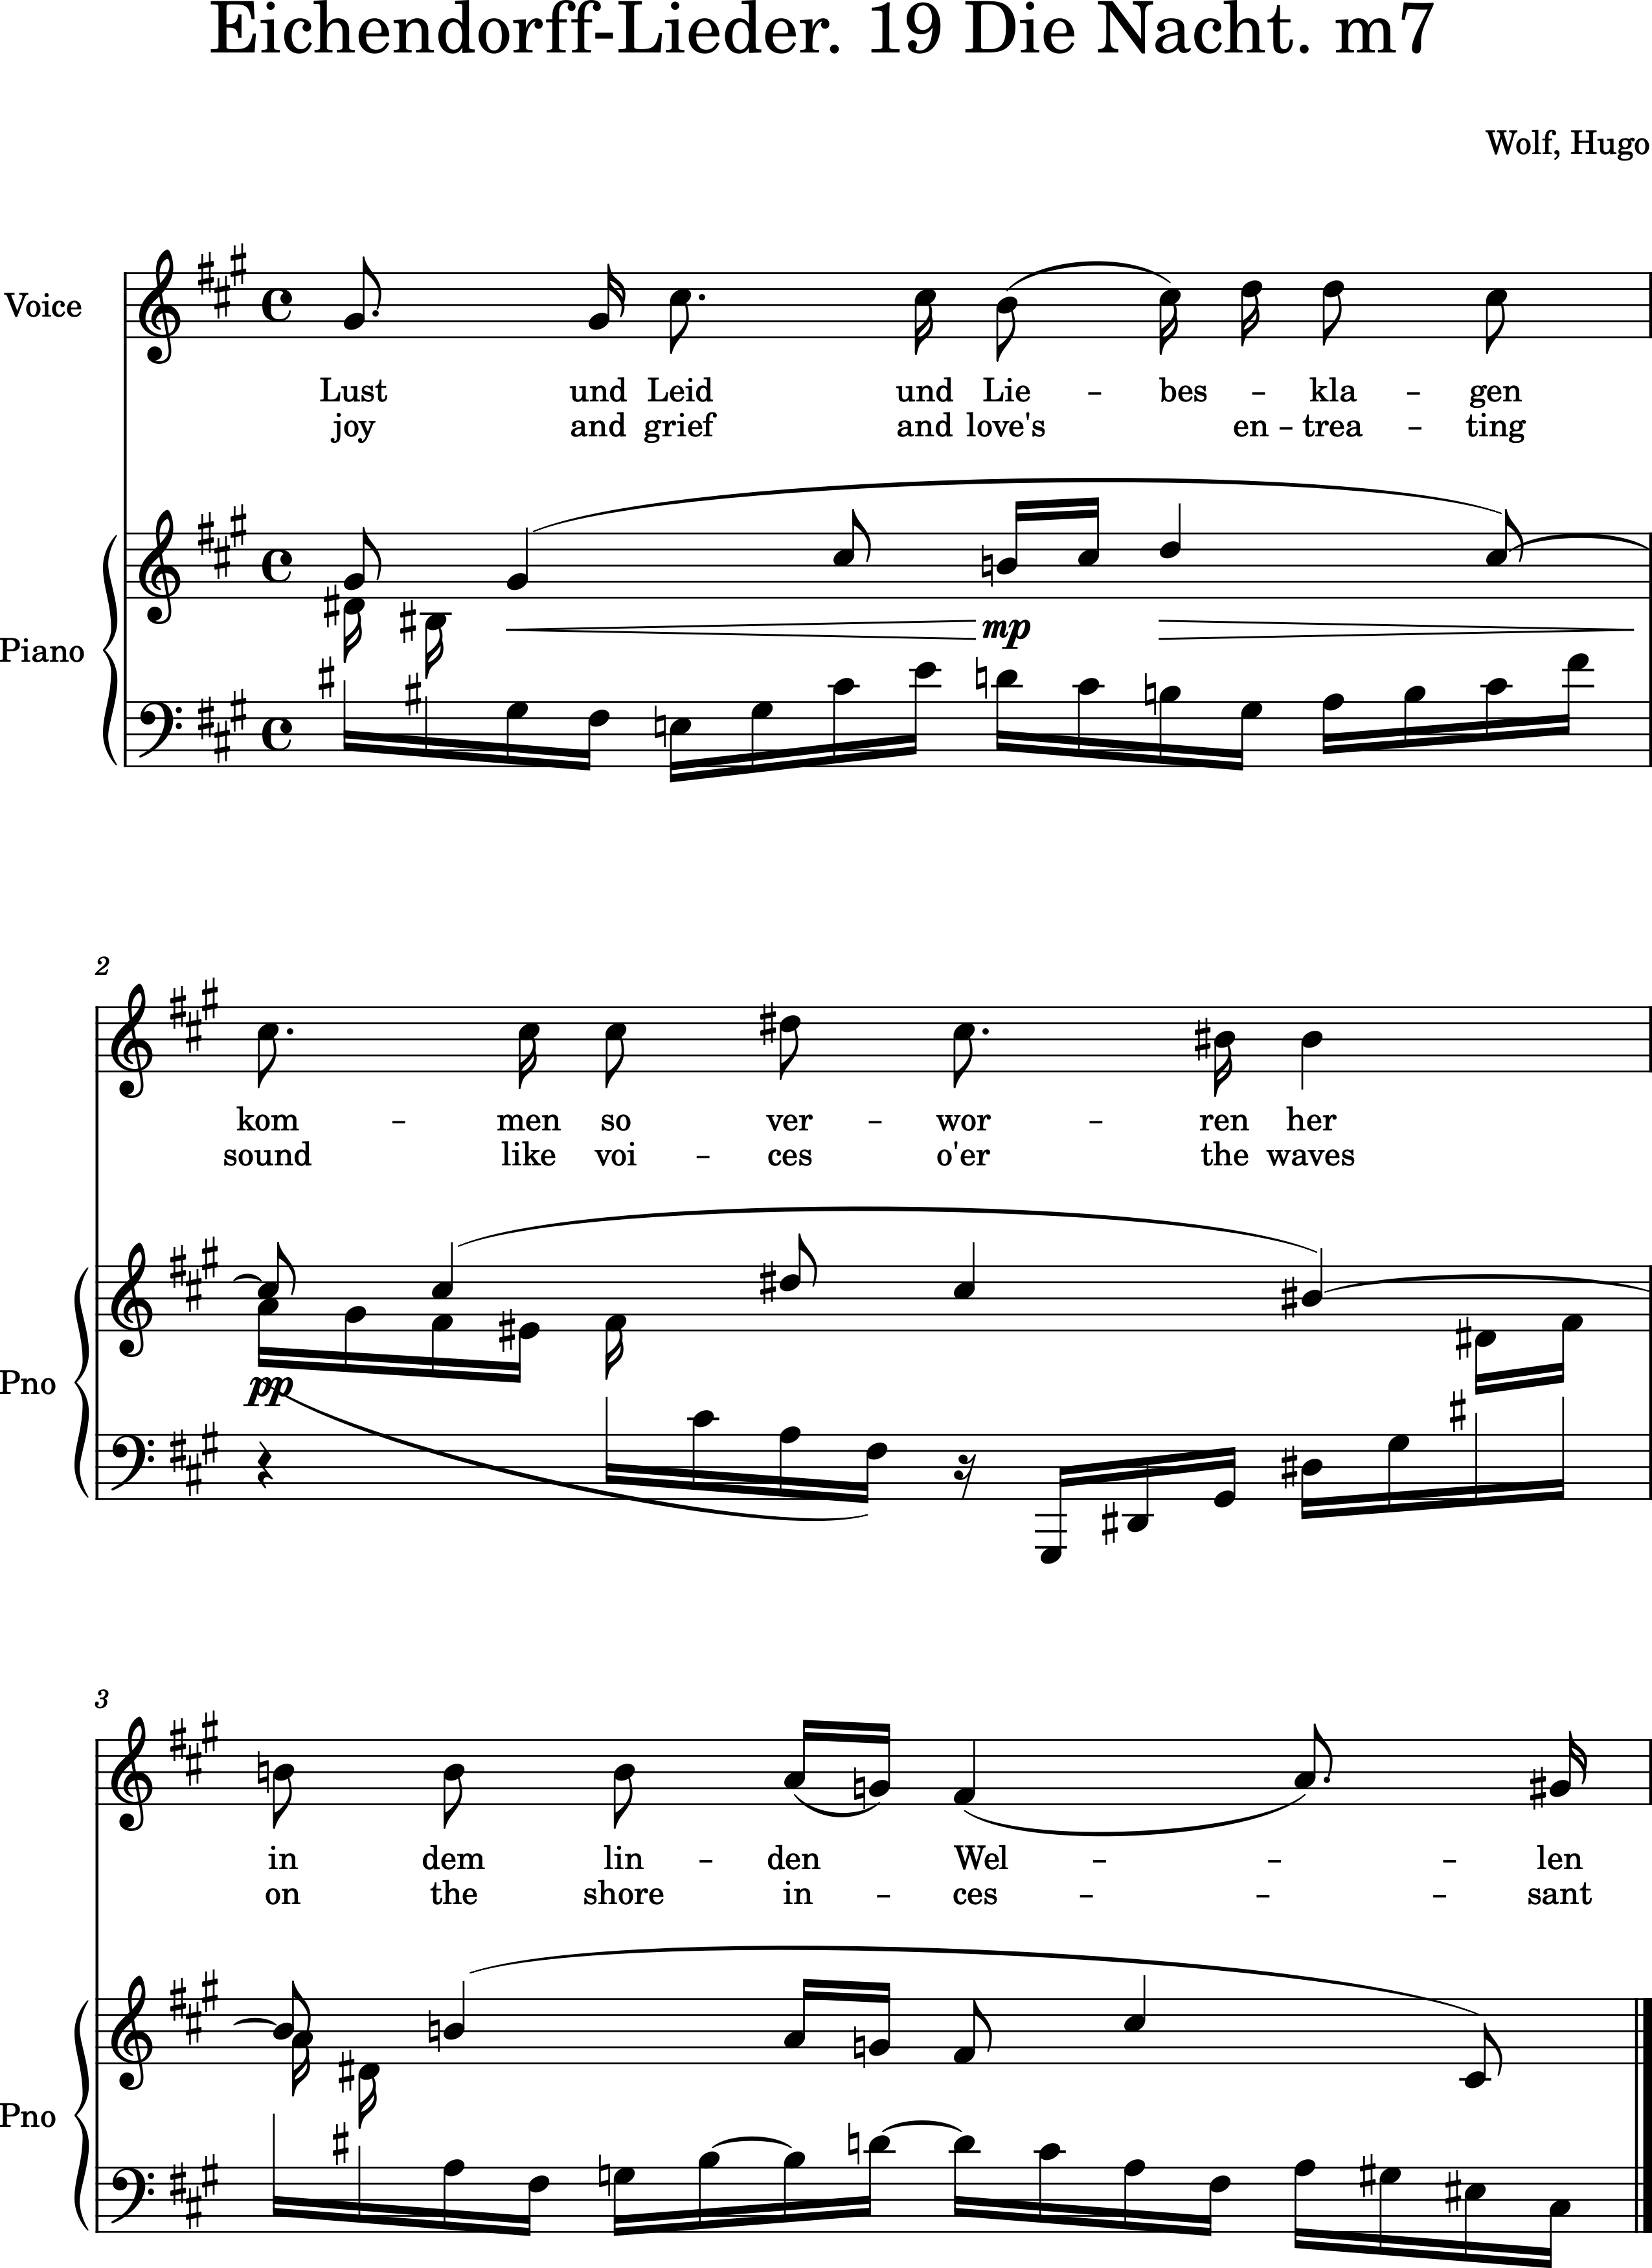 Eichendorff-Lieder. 19 Die Nacht. m7
Wolf, Hugo
Voice
Lust und Leid und Lie – bes – kla – gen
joy and grief and love's en – trea – ting
mp
Piano
2
kom – men so ver – wor – ren her
sound like voi – ces o'er the waves
Pno
pp
3
in dem lin – den Wel – – – len
on the shore in – ces – – – sant
Pno